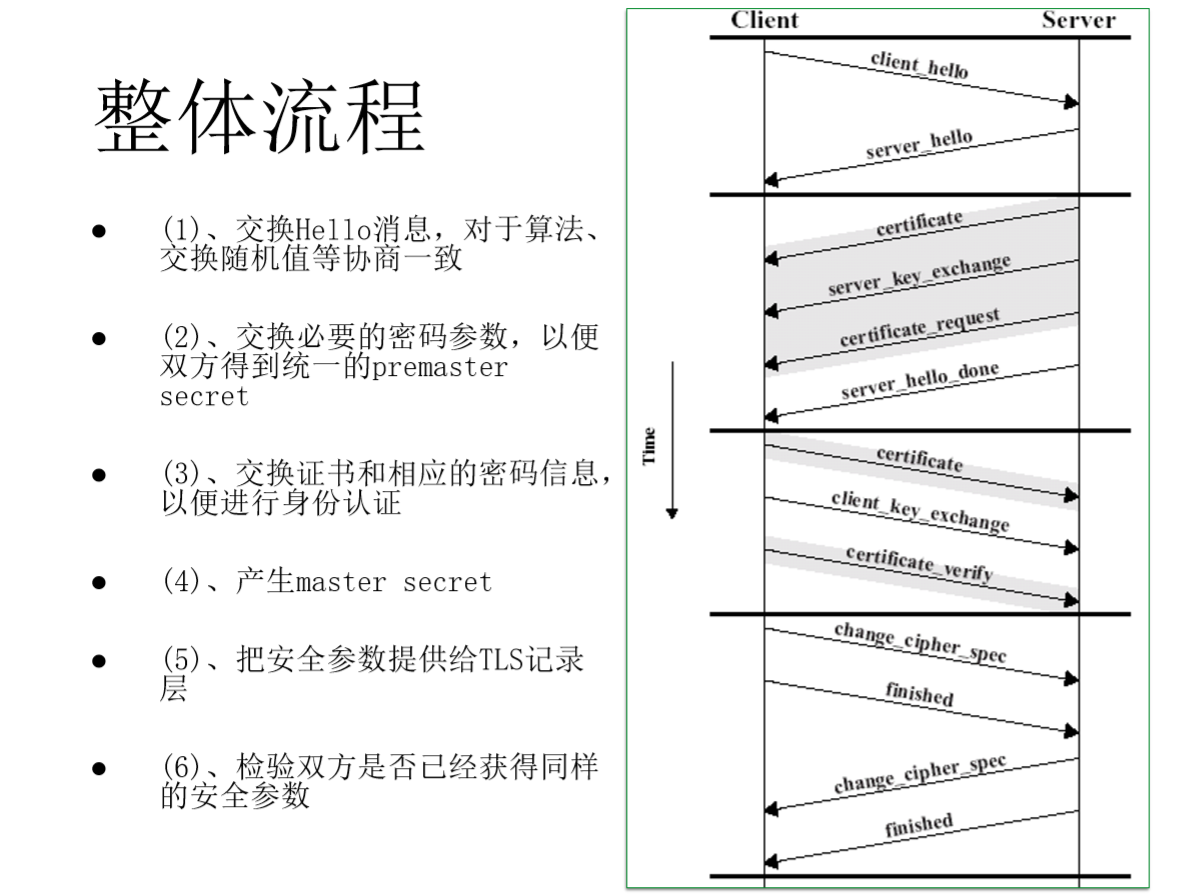 整体流程
(1)、交换Hello消息，对于算法、
交换随机值等协商一致
(2)、交换必要的密码参数，以便
双方得到统一的premaster
secret
(3)、交换证书和相应的密码信息，
以便进行身份认证
(4)、产生master secret
(5)、把安全参数提供给TLS记录
层
(6)、检验双方是否已经获得同样
的安全参数
Client
Server
client_hello
server_hello
certificate
server_key_exchange
certificate_request
server_hello_done
Time
certificate
client_key_exchange
certificate_verify
change_cipher_spec
finished
change_cipher_spec
finished